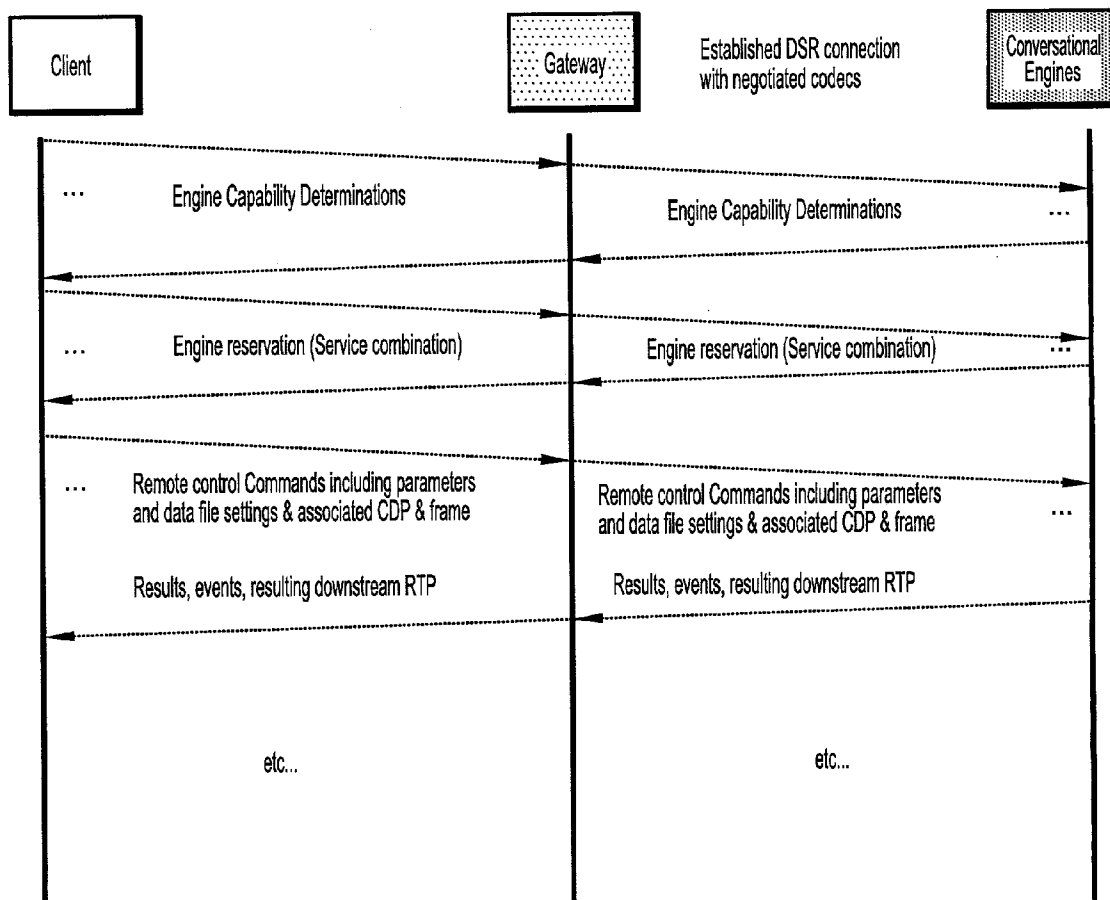 Client
Gateway
Established DSR connection
with negotiated codecs
Conversational
Engines
... Engine Capability Determinations
Engine Capability Determinations ...
... Engine reservation (Service combination)
Engine reservation (Service combination) ...
... Remote control Commands including parameters
and data file settings & associated CDP & frame
Remote control Commands including parameters
and data file settings & associated CDP & frame ...
Results, events, resulting downstream RTP
Results, events, resulting downstream RTP
etc...
etc...